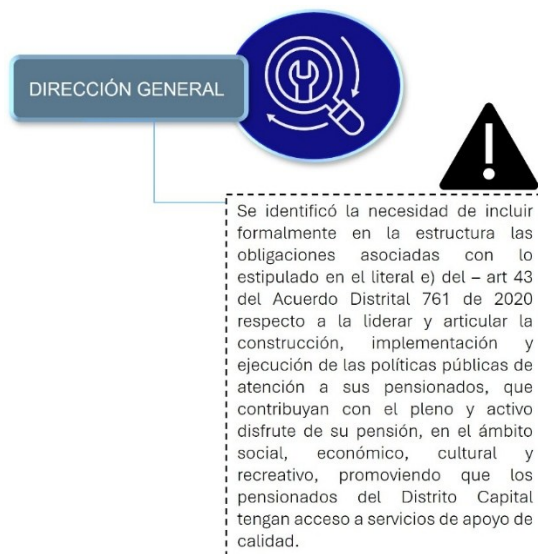 DIRECCIÓN GENERAL
Se identificó la necesidad de incluir
formalmente en la estructura las
obligaciones asociadas con lo
estipulado en el literal e) del – art 43
del Acuerdo Distrital 761 de 2020
respecto a la liderar y articular la
construcción, implementación y
ejecución de las políticas públicas de
atención a sus pensionados, que
contribuyan con el pleno y activo
disfrute de su pensión, en el ámbito
social, económico, cultural y
recreativo, promoviendo que los
pensionados del Distrito Capital
tengan acceso a servicios de apoyo de
calidad.